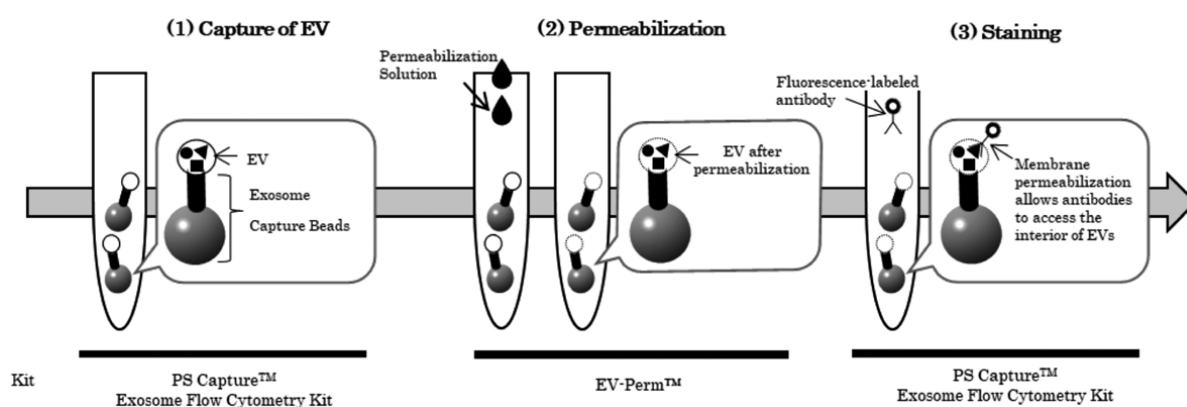 (1) Capture of EV
EV
Exosome
Capture Beads
(2) Permeabilization
Permeabilization
Solution
EV after
permeabilization
(3) Staining
Fluorescence-labeled
antibody
Membrane
permeabilization
allows antibodies
to access the
interior of EVs
Kit
PS Capture™
Exosome Flow Cytometry Kit
EV-Perm™
PS Capture™
Exosome Flow Cytometry Kit